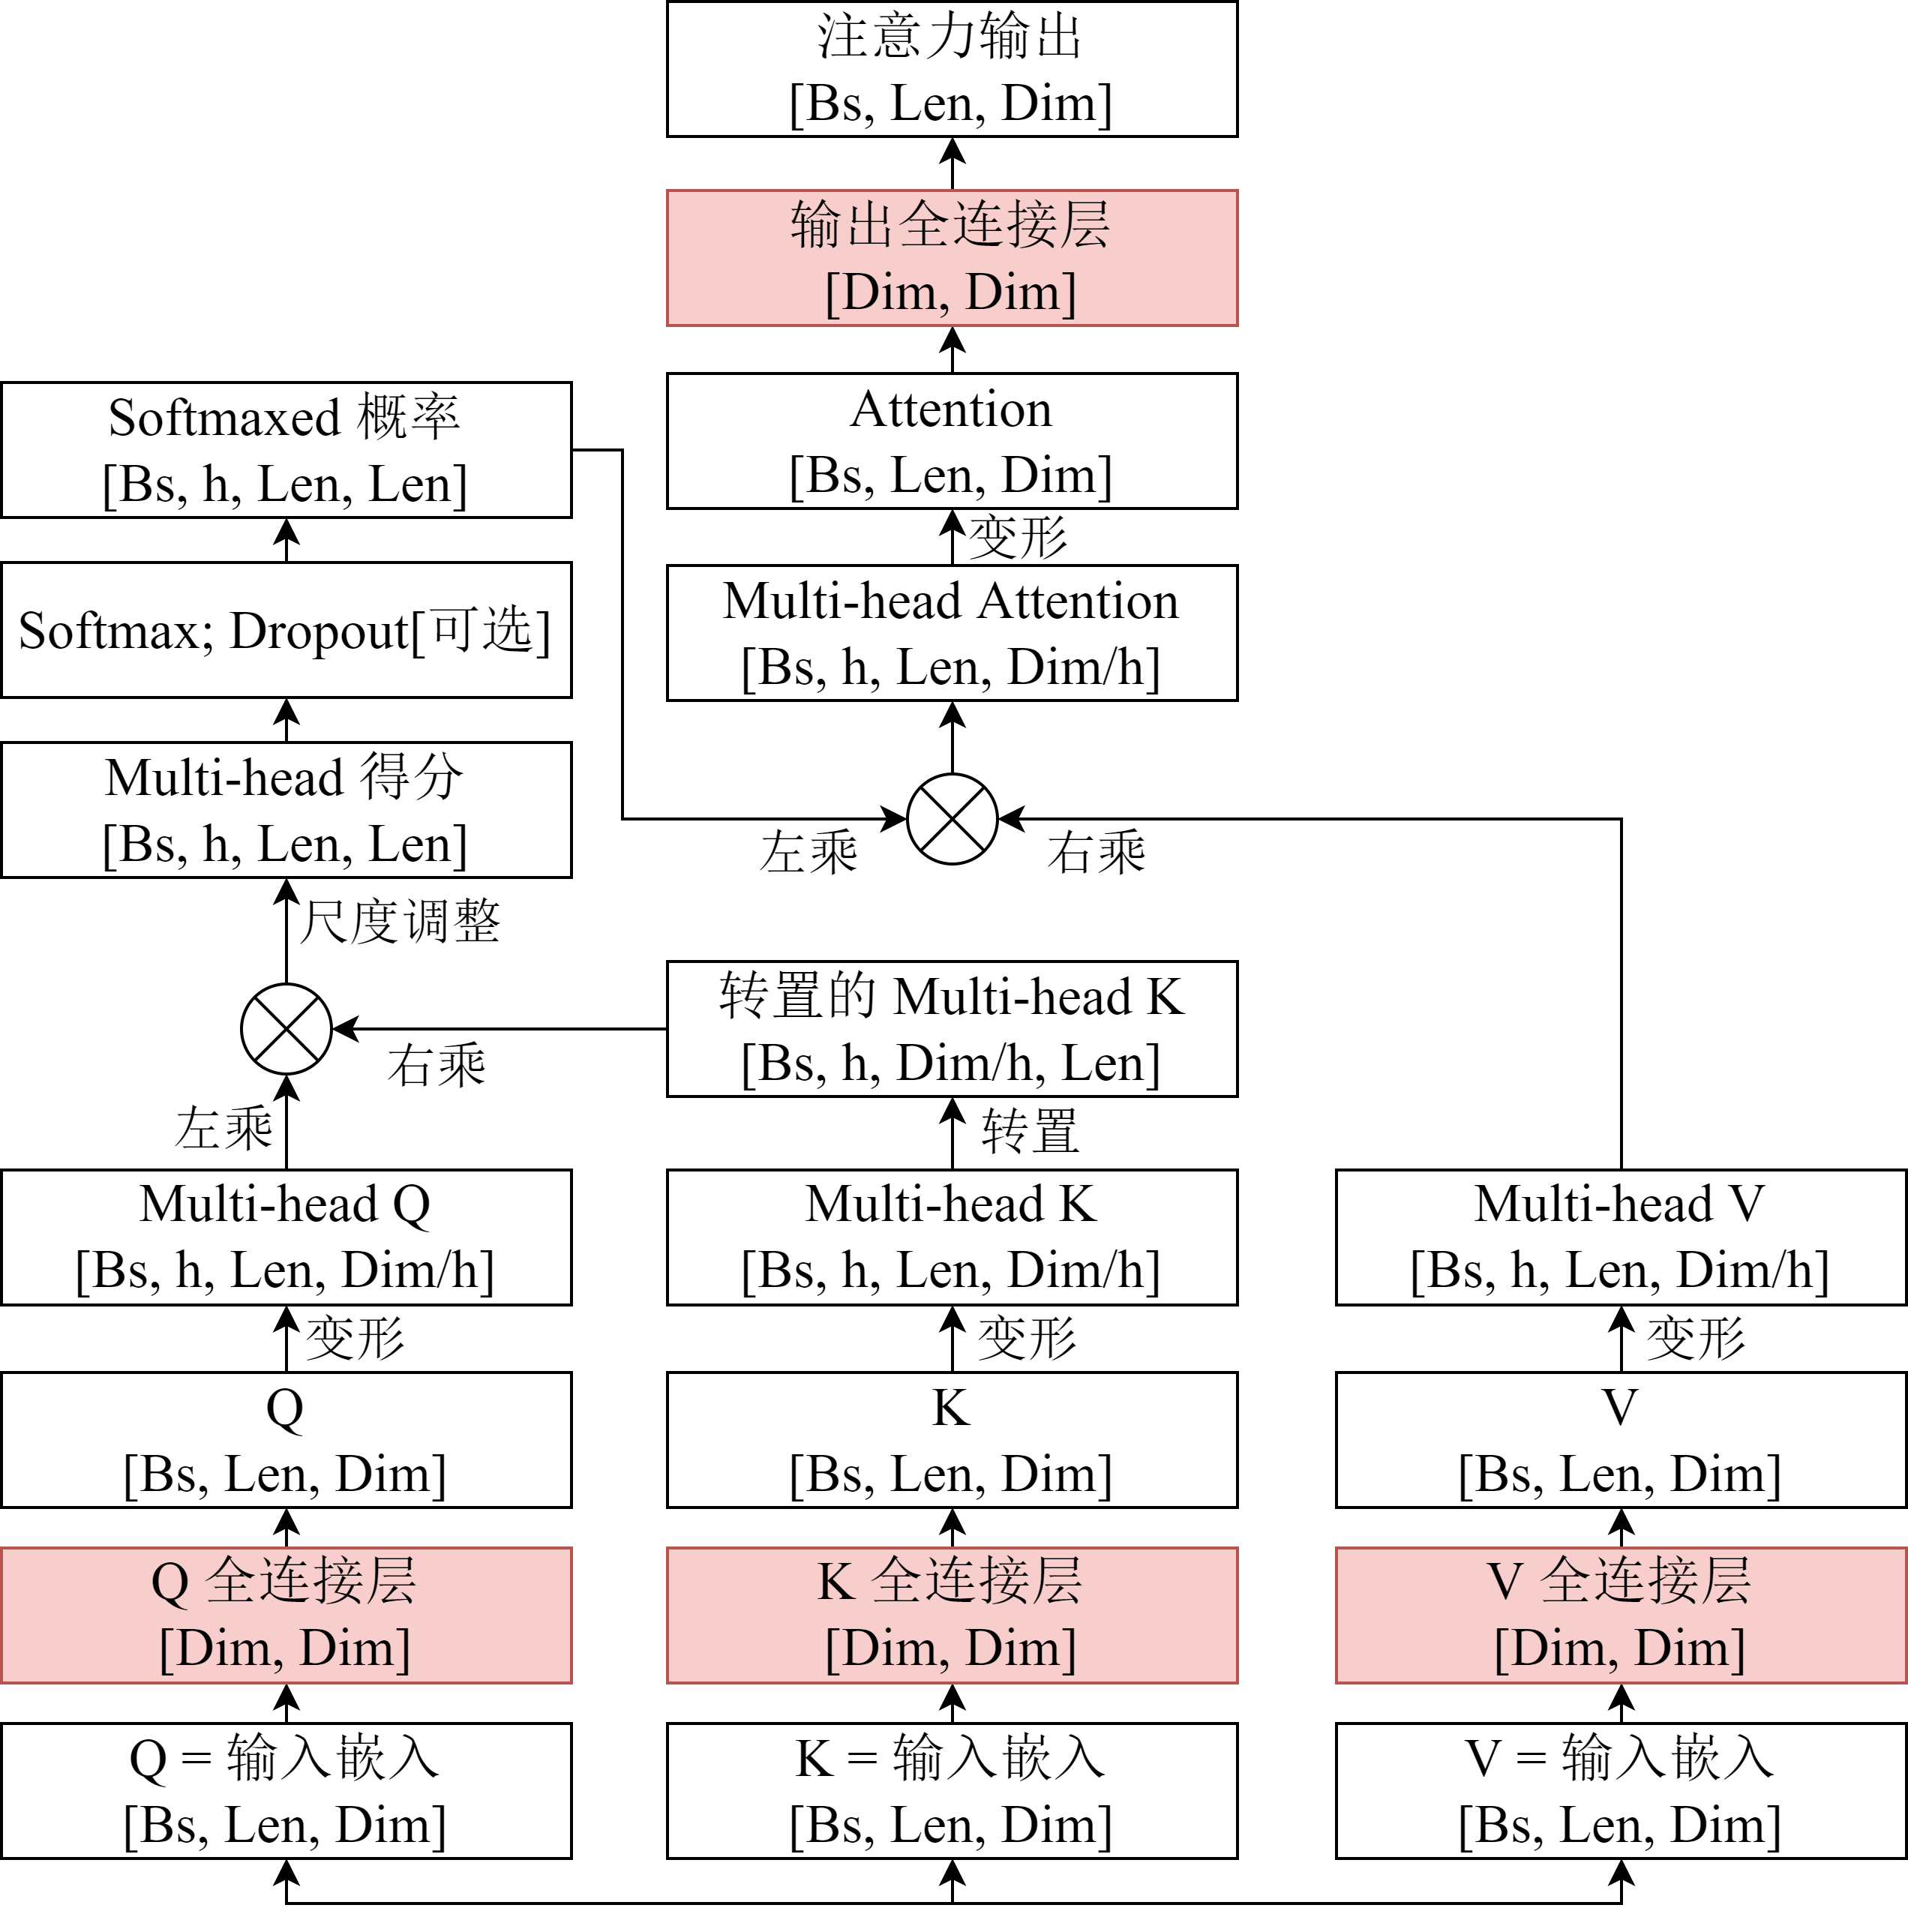 注意力输出
[Bs, Len, Dim]
输出全连接层
[Dim, Dim]
Softmaxed 概率
[Bs, h, Len, Len]
Attention
[Bs, Len, Dim]
变形
Softmax; Dropout[可选]
Multi-head Attention
[Bs, h, Len, Dim/h]
Multi-head 得分
[Bs, h, Len, Len]
左乘
右乘
尺度调整
转置的 Multi-head K
[Bs, h, Dim/h, Len]
右乘
左乘
转置
Multi-head Q
[Bs, h, Len, Dim/h]
Multi-head K
[Bs, h, Len, Dim/h]
Multi-head V
[Bs, h, Len, Dim/h]
变形
变形
变形
Q
[Bs, Len, Dim]
K
[Bs, Len, Dim]
V
[Bs, Len, Dim]
Q 全连接层
[Dim, Dim]
K 全连接层
[Dim, Dim]
V 全连接层
[Dim, Dim]
Q = 输入嵌入
[Bs, Len, Dim]
K = 输入嵌入
[Bs, Len, Dim]
V = 输入嵌入
[Bs, Len, Dim]